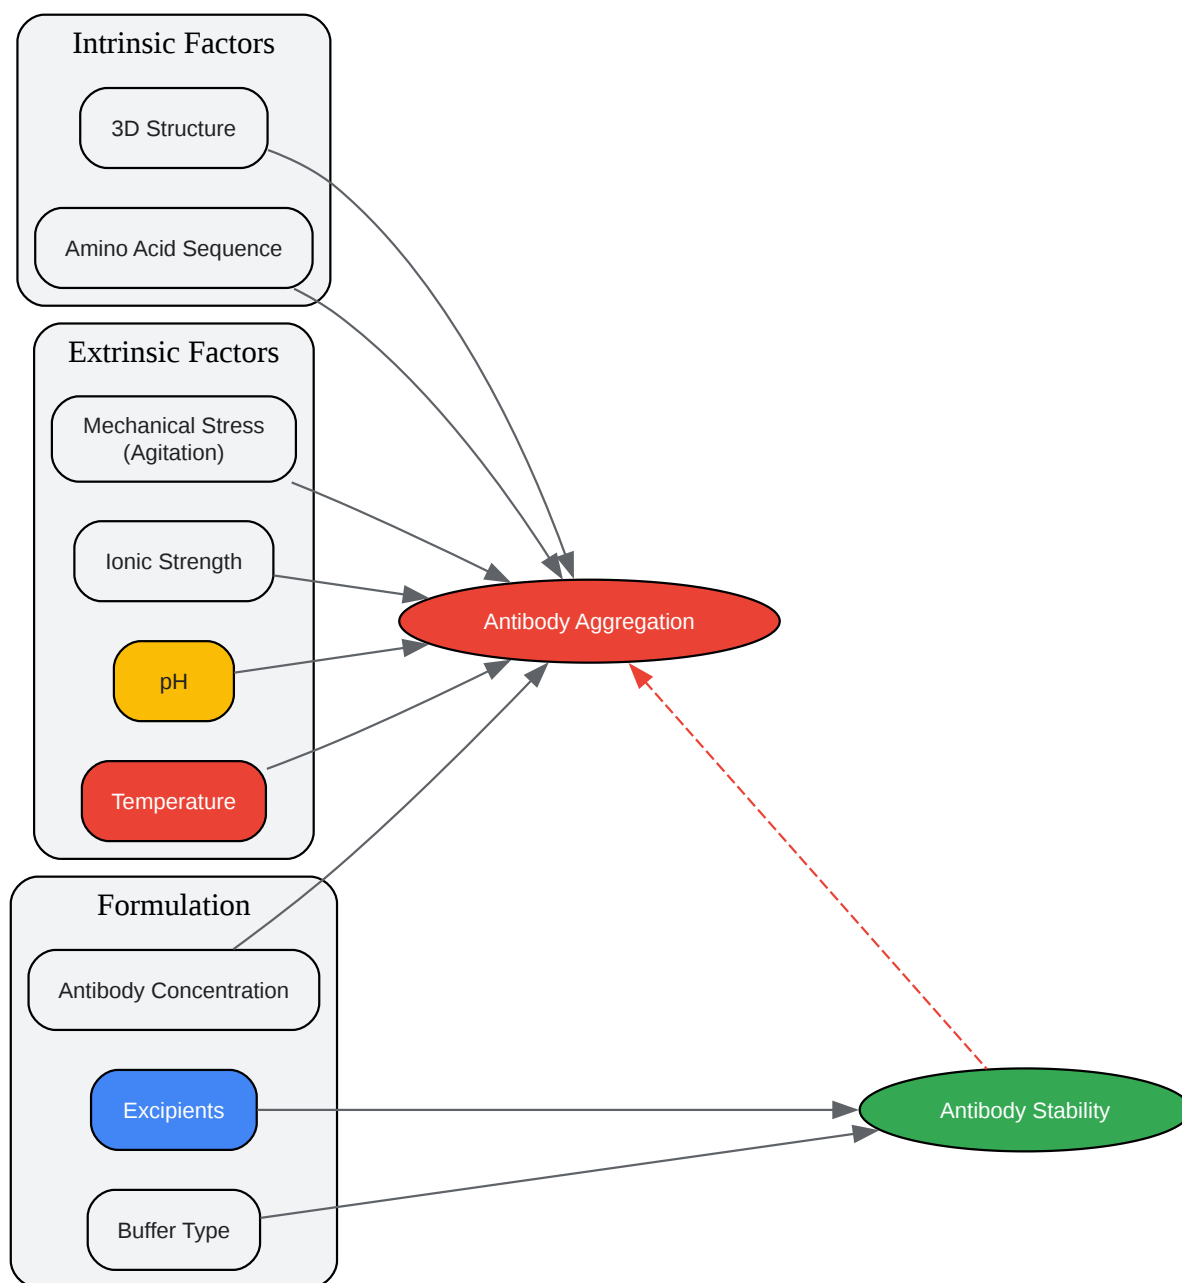 Intrinsic Factors
3D Structure
Amino Acid Sequence
Extrinsic Factors
Mechanical Stress
(Agitation)
Ionic Strength
pH
Temperature
Formulation
Antibody Concentration
Excipients
Buffer Type
Antibody Aggregation
Antibody Stability